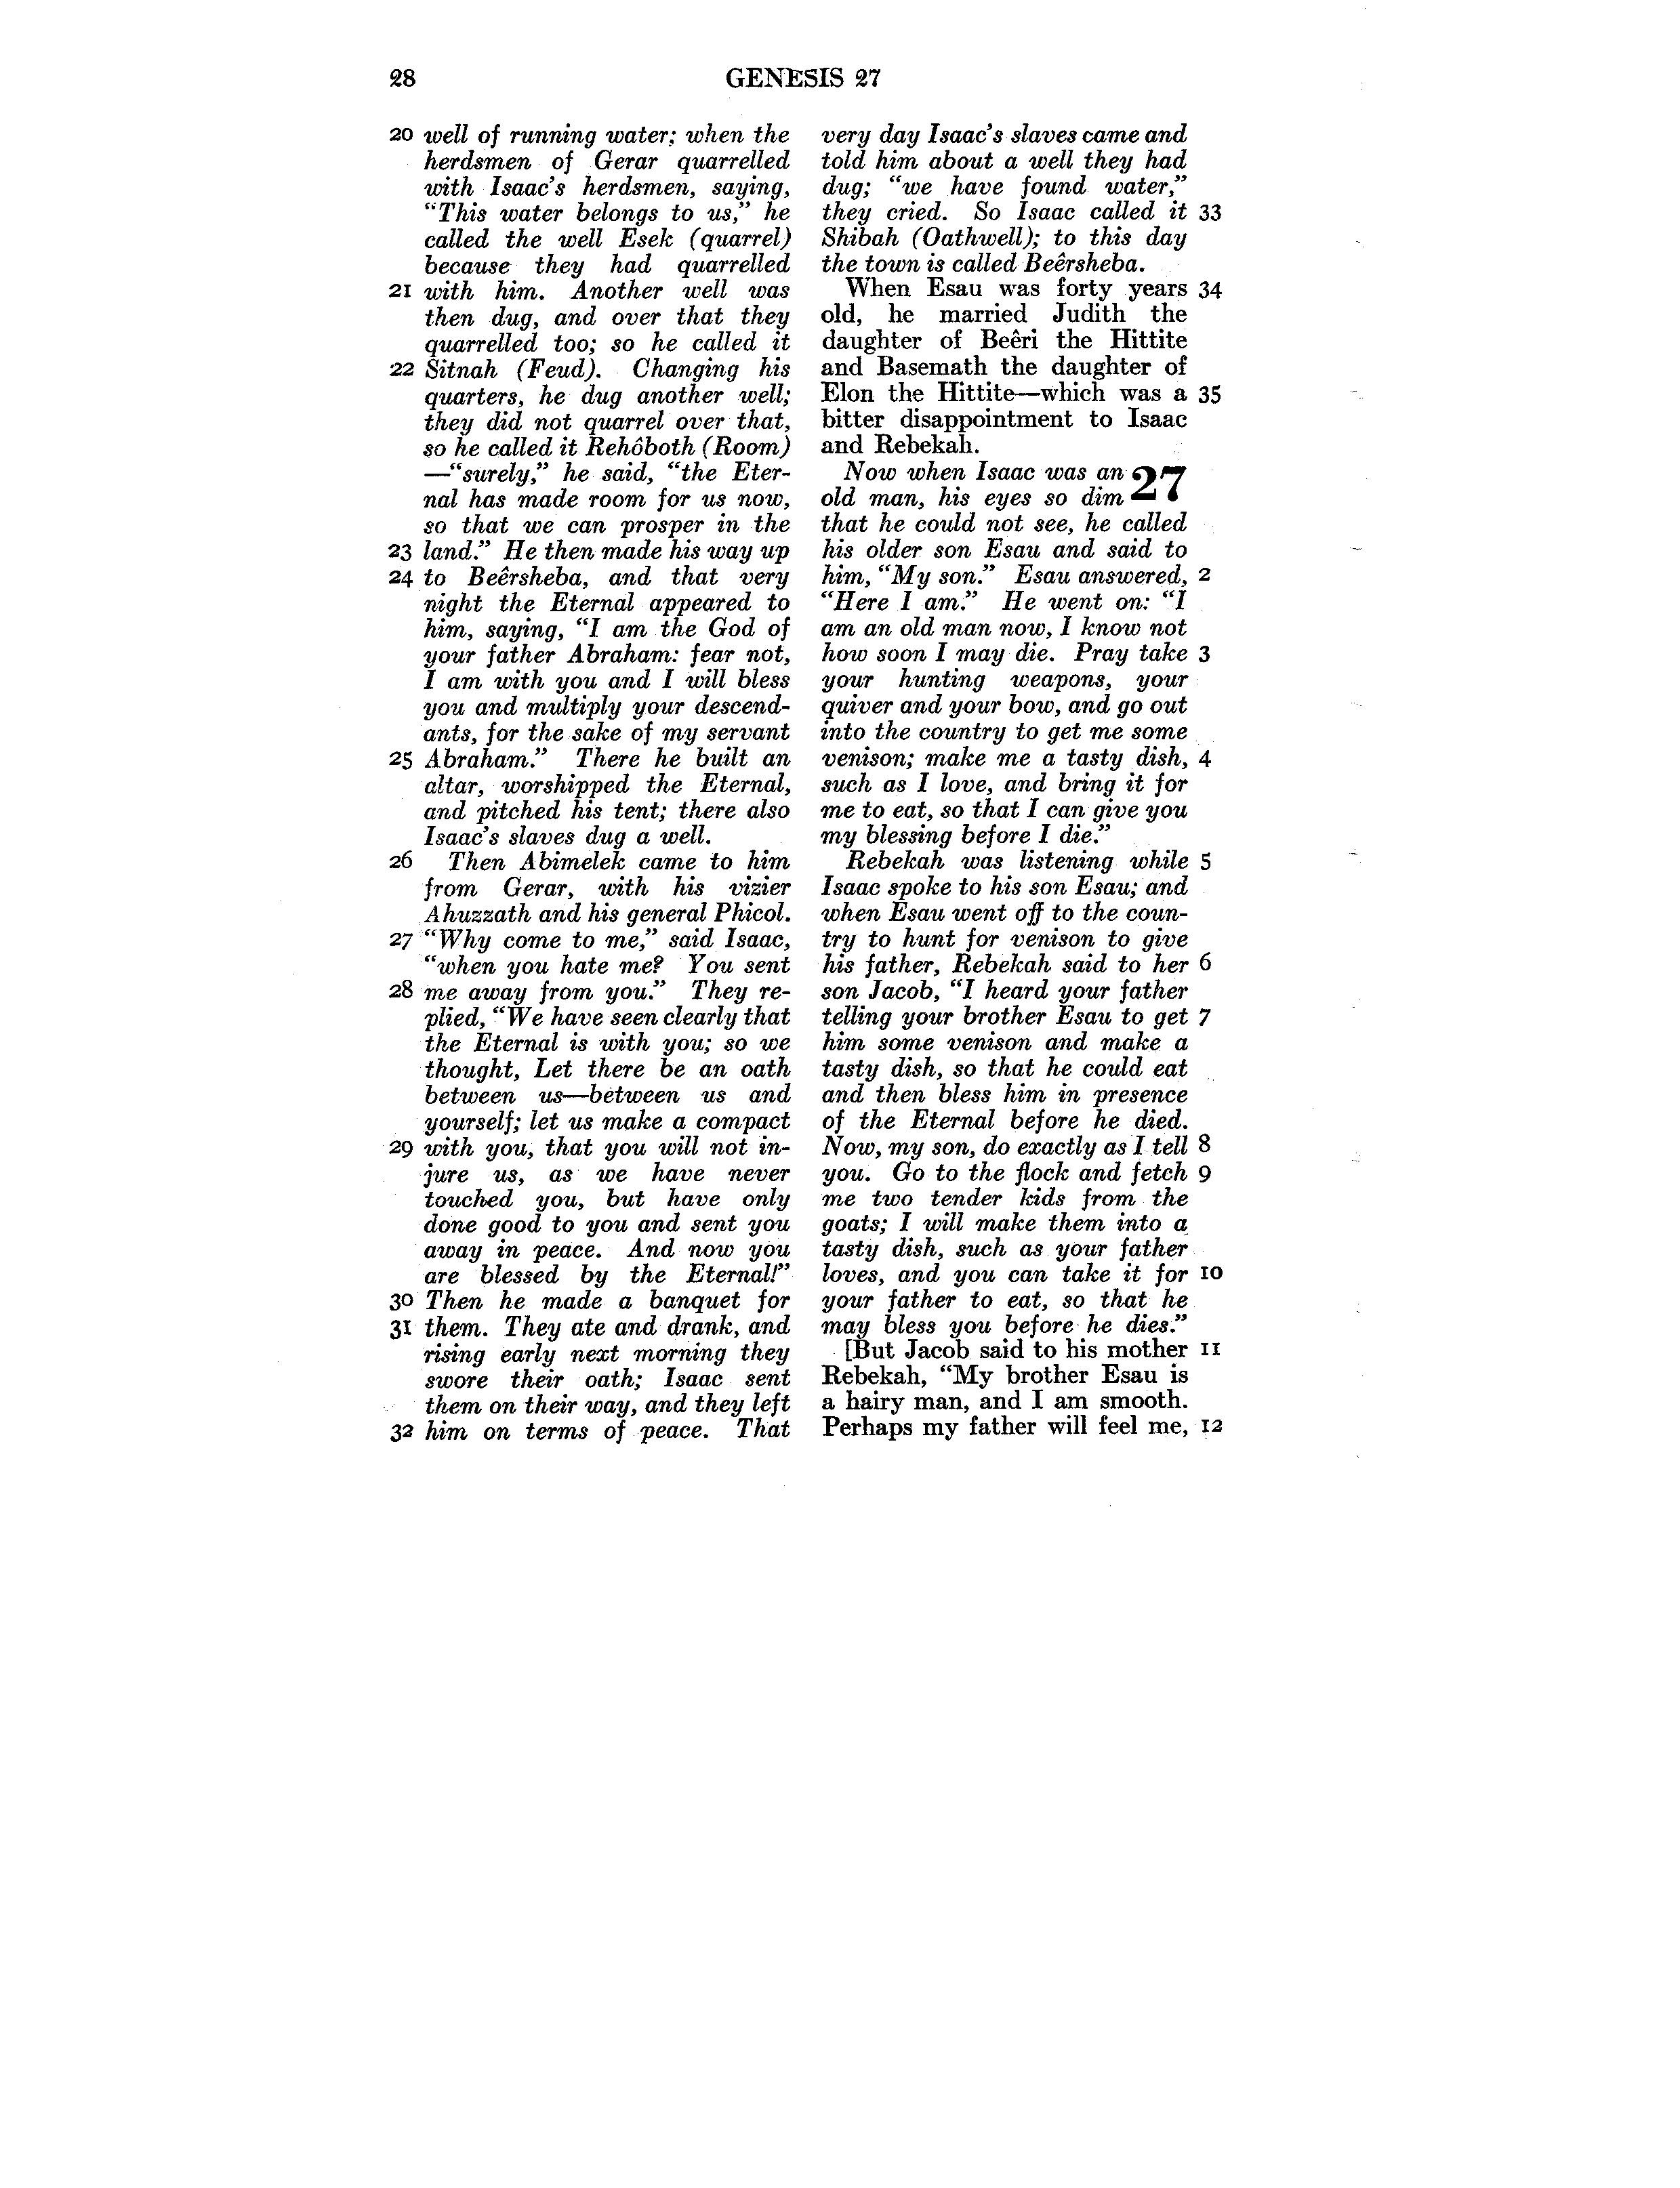 28
GENESIS 27
20 well of running water; when the
herdsmen of Gerar quarrelled
with Isaac's herdsmen, saying,
“This water belongs to us,” he
called the well Esek (quarrel)
because they had quarrelled
21 with him. Another well was
then dug, and over that they
quarrelled too; so he called it
22 Sitnah (Feud). Changing his
quarters, he dug another well;
they did not quarrel over that,
so he called it Rehôboth (Room)
—“surely,” he said, “the Eter-
nal has made room for us now,
so that we can prosper in the
23 land.” He then made his way up
24 to Beêrsheba, and that very
night the Eternal appeared to
him, saying, “I am the God of
your father Abraham: fear not,
I am with you and I will bless
you and multiply your descend-
ants, for the sake of my servant
25 Abraham.” There he built an
altar, worshipped the Eternal,
and pitched his tent; there also
Isaac's slaves dug a well.
26 Then Abimelek came to him
from Gerar, with his vizier
Ahuzzath and his general Phicol.
27 “Why come to me,” said Isaac,
“when you hate me? You sent
28 me away from you.” They re-
plied, “We have seen clearly that
the Eternal is with you; so we
thought, Let there be an oath
between us—between us and
yourself; let us make a compact
29 with you, that you will not in-
jure us, as we have never
touched you, but have only
done good to you and sent you
away in peace. And now you
are blessed by the Eternal!”
30 Then he made a banquet for
31 them. They ate and drank, and
rising early next morning they
swore their oath; Isaac sent
them on their way, and they left
32 him on terms of peace. That
very day Isaac's slaves came and
told him about a well they had
dug; “we have found water,”
they cried. So Isaac called it 33
Shibah (Oathwell); to this day
the town is called Beêrsheba.
When Esau was forty years 34
old, he married Judith the
daughter of Beêri the Hittite
and Basemath the daughter of
Elon the Hittite—which was a 35
bitter disappointment to Isaac
and Rebekah.
Now when Isaac was an 27
old man, his eyes so dim
that he could not see, he called
his older son Esau and said to
him, “My son.” Esau answered, 2
“Here I am.” He went on: “I
am an old man now, I know not
how soon I may die. Pray take 3
your hunting weapons, your
quiver and your bow, and go out
into the country to get me some
venison; make me a tasty dish, 4
such as I love, and bring it for
me to eat, so that I can give you
my blessing before I die.”
Rebekah was listening while 5
Isaac spoke to his son Esau; and
when Esau went off to the coun-
try to hunt for venison to give
his father, Rebekah said to her 6
son Jacob, “I heard your father
telling your brother Esau to get 7
him some venison and make a
tasty dish, so that he could eat
and then bless him in presence
of the Eternal before he died.
Now, my son, do exactly as I tell 8
you. Go to the flock and fetch 9
me two tender kids from the
goats; I will make them into a
tasty dish, such as your father
loves, and you can take it for 10
your father to eat, so that he
may bless you before he dies.”
[But Jacob said to his mother 11
Rebekah, “My brother Esau is
a hairy man, and I am smooth.
Perhaps my father will feel me, 12